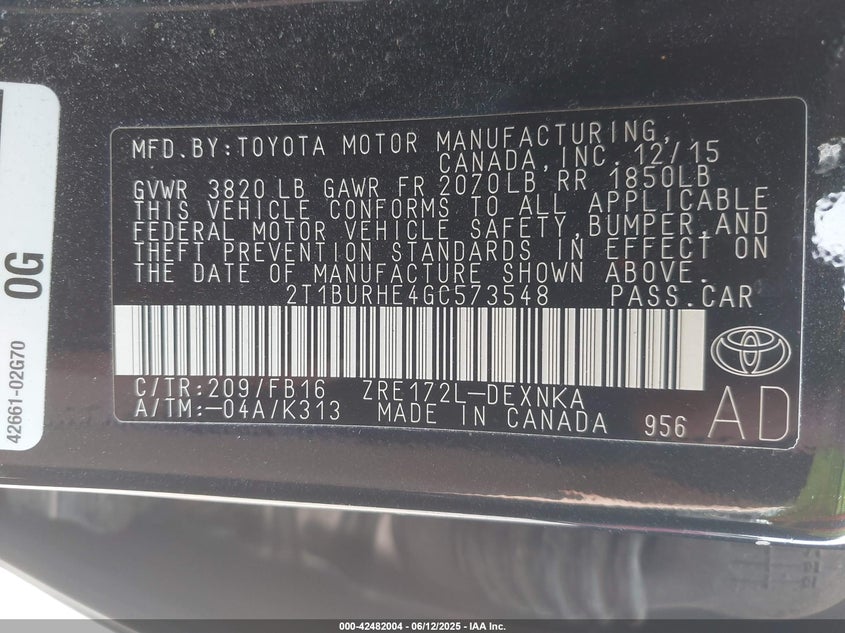 MFD.BY:TOYOTA MOTOR MANUFACTURING,
CANADA,INC. 12/15
GVWR 3820 LB GAWR FR 2070LB RR 1850LB
THIS VEHICLE CONFORMS TO ALL APPLICABLE
FEDERAL MOTOR VEHICLE SAFETY,BUMPER,AND
THEFT PREVENTION STANDARDS IN EFFECT ON
THE DATE OF MANUFACTURE SHOWN ABOVE.
2T1BURHE4GC573548 PASS.CAR
C/TR:209/FB16 ZRE172L-DEXNKA
A/TM:-04A/K313 MADE IN CANADA 956 AD
0G
42661-02G70
000-42482004 - 06/12/2025 - IAA Inc.